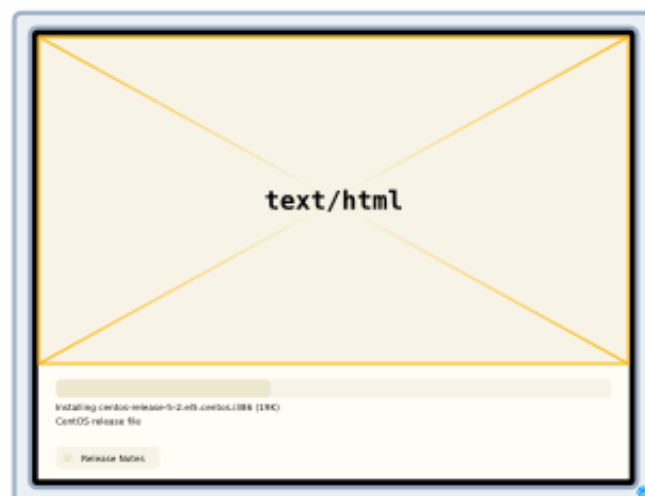 text/html
Installing centos-release-5-2.el5.centos.i386 (19K)
CentOS release file
Release Notes